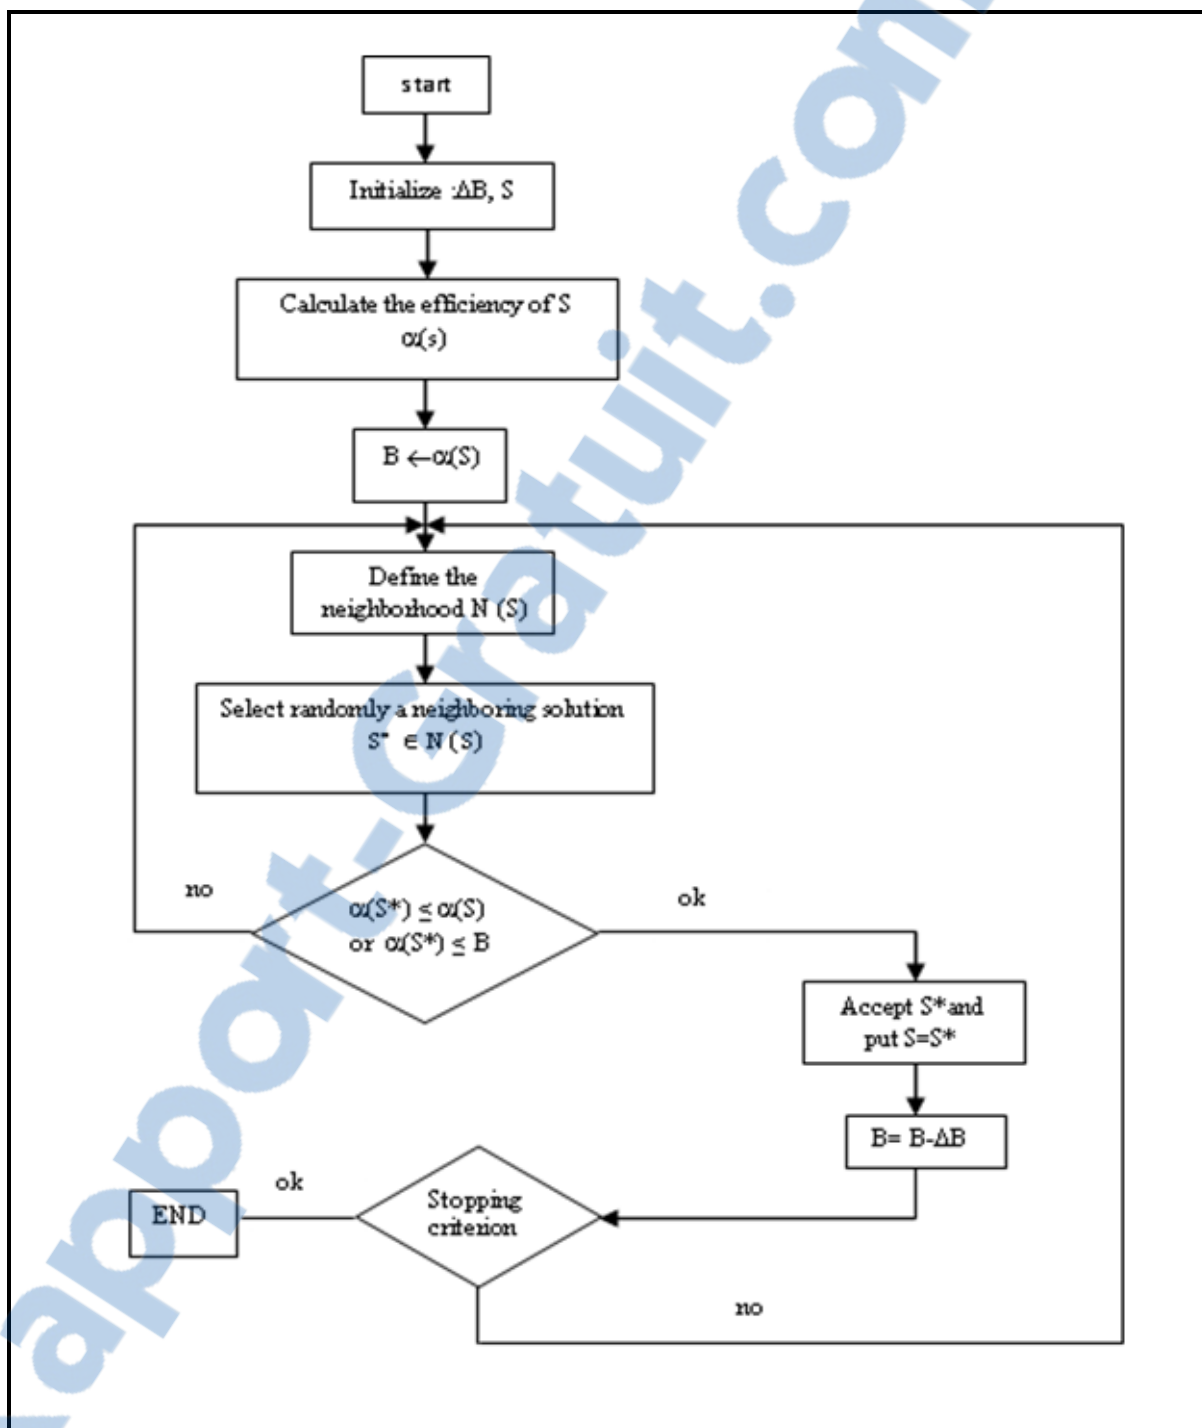 start
Initialize :ΔB, S
Calculate the efficiency of S
α(s)
B ←α(S)
Define the
neighborhood N (S)
Select randomly a neighboring solution
S* ∈ N (S)
no
α(S*) ≤ α(S)
or α(S*) ≤ B
ok
Accept S*and
put S=S*
B= B-ΔB
Stopping
criterion
ok
END
no
Rapport-Gratuit.com